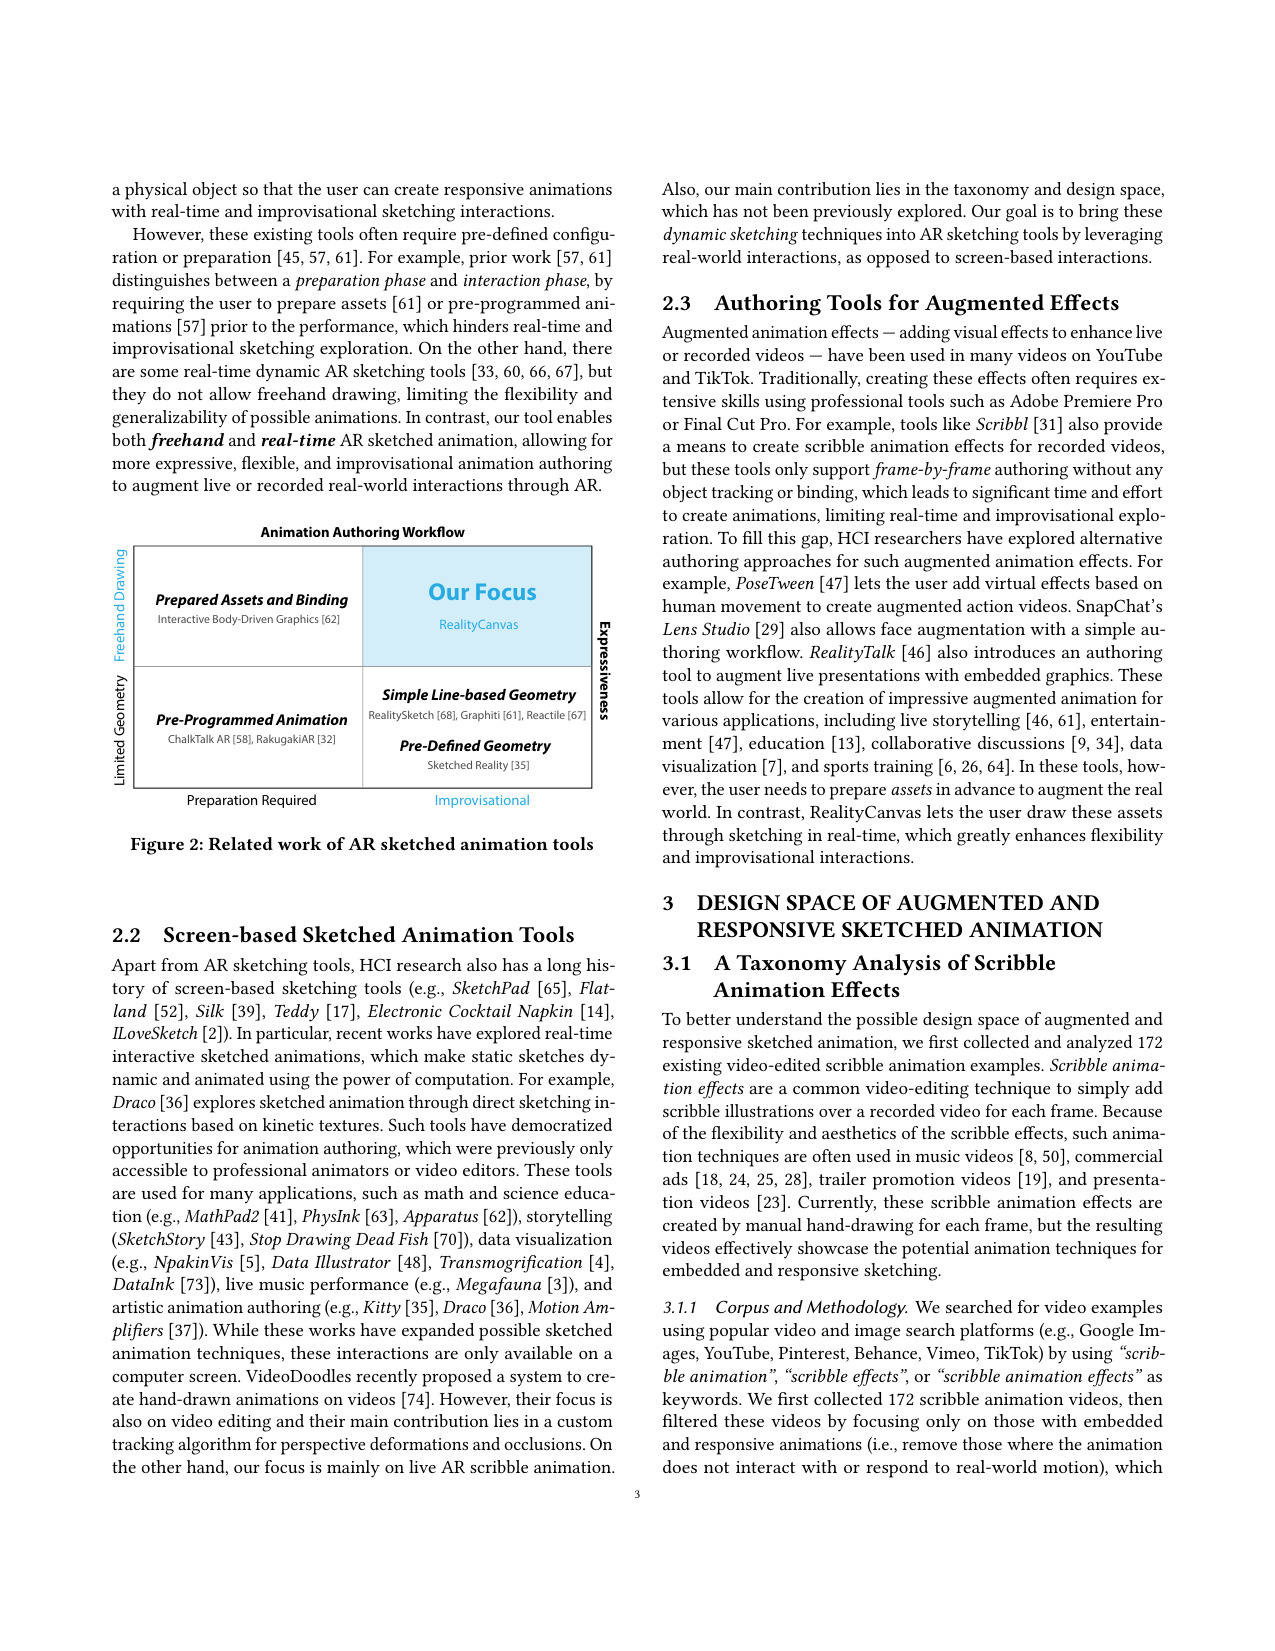 a physical object so that the user can create responsive animations
with real-time and improvisational sketching interactions.
However, these existing tools often require pre-defined configu-
ration or preparation [45, 57, 61]. For example, prior work [57, 61]
distinguishes between a preparation phase and interaction phase, by
requiring the user to prepare assets [61] or pre-programmed ani-
mations [57] prior to the performance, which hinders real-time and
improvisational sketching exploration. On the other hand, there
are some real-time dynamic AR sketching tools [33, 60, 66, 67], but
they do not allow freehand drawing, limiting the flexibility and
generalizability of possible animations. In contrast, our tool enables
both freehand and real-time AR sketched animation, allowing for
more expressive, flexible, and improvisational animation authoring
to augment live or recorded real-world interactions through AR.
Animation Authoring Workflow
Freehand Drawing
Limited Geometry
Prepared Assets and Binding
Interactive Body-Driven Graphics [62]
Our Focus
RealityCanvas
Pre-Programmed Animation
ChalkTalk AR [58], RakugakiAR [32]
Simple Line-based Geometry
RealitySketch [68], Graphiti [61], Reactile [67]
Pre-Defined Geometry
Sketched Reality [35]
Expressiveness
Preparation Required
Improvisational
Figure 2: Related work of AR sketched animation tools
2.2 Screen-based Sketched Animation Tools
Apart from AR sketching tools, HCI research also has a long his-
tory of screen-based sketching tools (e.g., SketchPad [65], Flat-
land [52], Silk [39], Teddy [17], Electronic Cocktail Napkin [14],
ILoveSketch [2]). In particular, recent works have explored real-time
interactive sketched animations, which make static sketches dy-
namic and animated using the power of computation. For example,
Draco [36] explores sketched animation through direct sketching in-
teractions based on kinetic textures. Such tools have democratized
opportunities for animation authoring, which were previously only
accessible to professional animators or video editors. These tools
are used for many applications, such as math and science educa-
tion (e.g., MathPad2 [41], PhysInk [63], Apparatus [62]), storytelling
(SketchStory [43], Stop Drawing Dead Fish [70]), data visualization
(e.g., NpakinVis [5], Data Illustrator [48], Transmogrification [4],
DataInk [73]), live music performance (e.g., Megafauna [3]), and
artistic animation authoring (e.g., Kitty [35], Draco [36], Motion Am-
plifiers [37]). While these works have expanded possible sketched
animation techniques, these interactions are only available on a
computer screen. VideoDoodles recently proposed a system to cre-
ate hand-drawn animations on videos [74]. However, their focus is
also on video editing and their main contribution lies in a custom
tracking algorithm for perspective deformations and occlusions. On
the other hand, our focus is mainly on live AR scribble animation.
Also, our main contribution lies in the taxonomy and design space,
which has not been previously explored. Our goal is to bring these
dynamic sketching techniques into AR sketching tools by leveraging
real-world interactions, as opposed to screen-based interactions.
2.3 Authoring Tools for Augmented Effects
Augmented animation effects — adding visual effects to enhance live
or recorded videos — have been used in many videos on YouTube
and TikTok. Traditionally, creating these effects often requires ex-
tensive skills using professional tools such as Adobe Premiere Pro
or Final Cut Pro. For example, tools like Scribbl [31] also provide
a means to create scribble animation effects for recorded videos,
but these tools only support frame-by-frame authoring without any
object tracking or binding, which leads to significant time and effort
to create animations, limiting real-time and improvisational explo-
ration. To fill this gap, HCI researchers have explored alternative
authoring approaches for such augmented animation effects. For
example, PoseTween [47] lets the user add virtual effects based on
human movement to create augmented action videos. SnapChat's
Lens Studio [29] also allows face augmentation with a simple au-
thoring workflow. RealityTalk [46] also introduces an authoring
tool to augment live presentations with embedded graphics. These
tools allow for the creation of impressive augmented animation for
various applications, including live storytelling [46, 61], entertain-
ment [47], education [13], collaborative discussions [9, 34], data
visualization [7], and sports training [6, 26, 64]. In these tools, how-
ever, the user needs to prepare assets in advance to augment the real
world. In contrast, RealityCanvas lets the user draw these assets
through sketching in real-time, which greatly enhances flexibility
and improvisational interactions.
3 DESIGN SPACE OF AUGMENTED AND
RESPONSIVE SKETCHED ANIMATION
3.1 A Taxonomy Analysis of Scribble
Animation Effects
To better understand the possible design space of augmented and
responsive sketched animation, we first collected and analyzed 172
existing video-edited scribble animation examples. Scribble anima-
tion effects are a common video-editing technique to simply add
scribble illustrations over a recorded video for each frame. Because
of the flexibility and aesthetics of the scribble effects, such anima-
tion techniques are often used in music videos [8, 50], commercial
ads [18, 24, 25, 28], trailer promotion videos [19], and presenta-
tion videos [23]. Currently, these scribble animation effects are
created by manual hand-drawing for each frame, but the resulting
videos effectively showcase the potential animation techniques for
embedded and responsive sketching.
3.1.1 Corpus and Methodology. We searched for video examples
using popular video and image search platforms (e.g., Google Im-
ages, YouTube, Pinterest, Behance, Vimeo, TikTok) by using “scrib-
ble animation”, “scribble effects”, or “scribble animation effects” as
keywords. We first collected 172 scribble animation videos, then
filtered these videos by focusing only on those with embedded
and responsive animations (i.e., remove those where the animation
does not interact with or respond to real-world motion), which
3